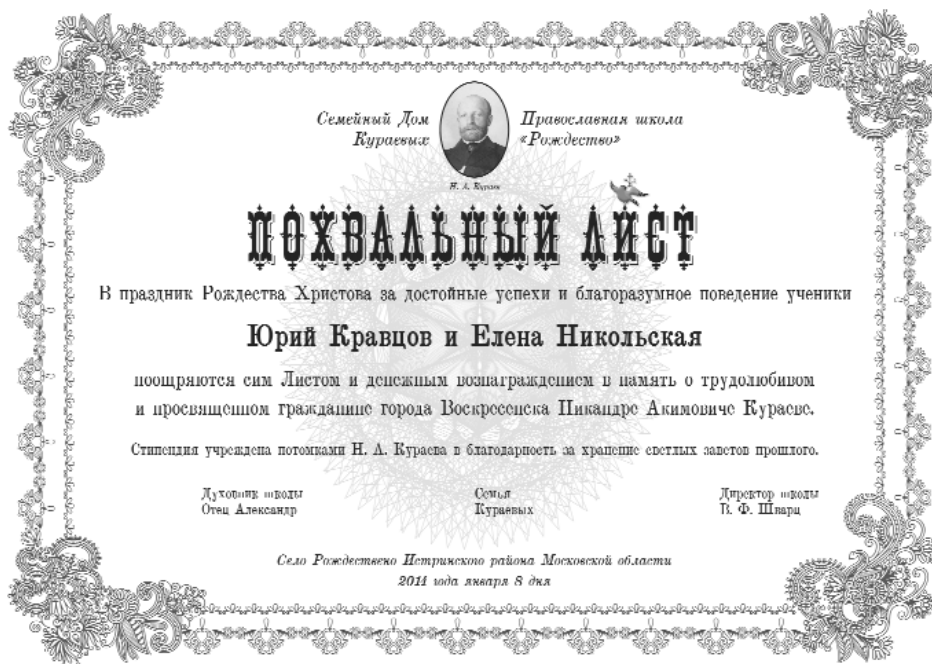 Семейный Дом
Кураевых
Православная школа
«Рождество»
Н. А. Кураев
ПОХВАЛЬНЫЙ ЛИСТ
В праздник Рождества Христова за достойные успехи и благоразумное поведение ученики
Юрий Кравцов и Елена Никольская
поощряются сим Листом и денежным вознаграждением в память о трудолюбивом
и просвященном гражданине города Воскресенска Никандре Акимовиче Кураеве.
Стипендия учреждена потомками Н. А. Кураева в благодарность за хранение светлых заветов прошлого.
Духовник школы
Отец Александр
Семья
Кураевых
Директор школы
В. Ф. Шварц
Село Рождествено Истринского района Московской области
2011 года января 8 дня